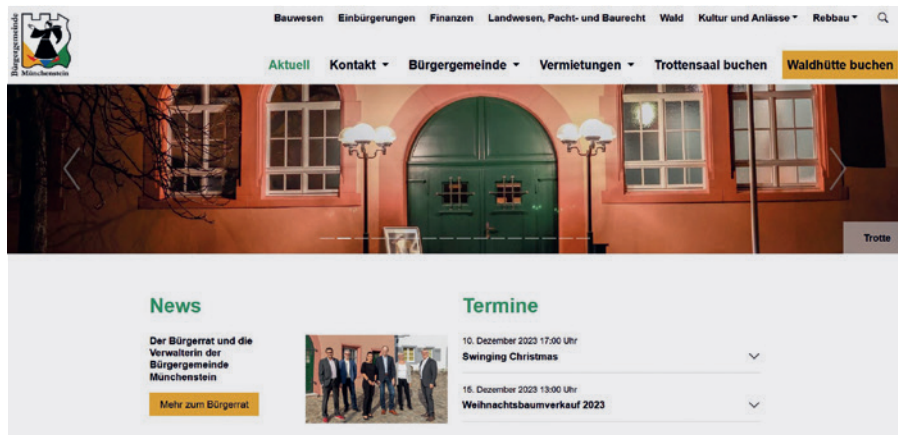 Bürgergemeinde
Münchenstein
Bauwesen Einbürgerungen Finanzen Landwesen, Pacht- und Baurecht Wald Kultur und Anlässe Rebbau
Aktuell Kontakt Bürgergemeinde Vermietungen Trottensaal buchen Waldhütte buchen
Trotte
News
Der Bürgerrat und die
Verwalterin der
Bürgergemeinde
Münchenstein
Mehr zum Bürgerrat
Termine
10. Dezember 2023 17:00 Uhr
Swinging Christmas
16. Dezember 2023 13:00 Uhr
Weihnachtsbaumverkauf 2023